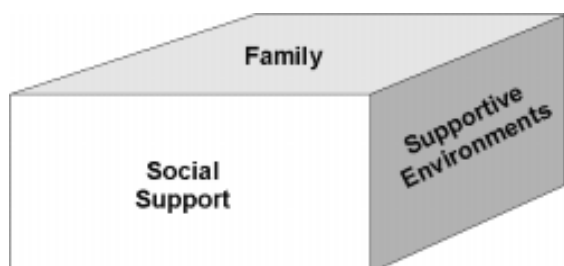 Family
Social
Support
Supportive
Environments